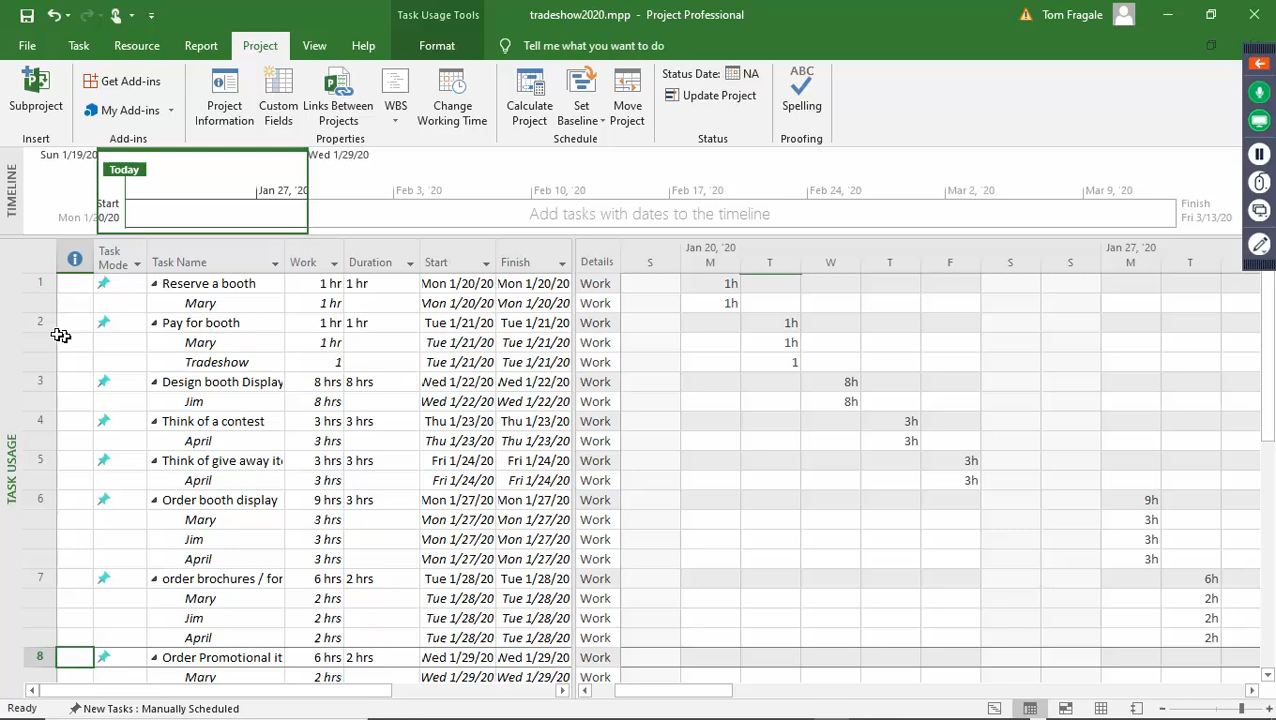 Task Usage Tools
tradeshow2020.mpp - Project Professional
Tom Fragale
File Task Resource Report Project View Help Format Tell me what you want to do
Subproject
Insert
Get Add-ins
My Add-ins
Add-ins
Project Information
Custom Fields
Links Between Projects
WBS
Change Working Time
Properties
Calculate Project
Set Baseline
Move Project
Schedule
Status Date: NA
Update Project
Status
ABC
Spelling
Proofing
TIMELINE
Sun 1/19/20 Wed 1/29/20
Today
Jan 27, '20 Feb 3, '20 Feb 10, '20 Feb 17, '20 Feb 24, '20 Mar 2, '20 Mar 9, '20
Start
Mon 1/20/20
Add tasks with dates to the timeline
Finish
Fri 3/13/20
TASK USAGE
Task Mode Task Name Work Duration Start Finish Details
Jan 20, '20 Jan 27, '20
S M T W T F S S M T
1 Reserve a booth 1 hr 1 hr Mon 1/20/20 Mon 1/20/20 Work 1h
Mary 1 hr Mon 1/20/20 Mon 1/20/20 Work 1h
2 Pay for booth 1 hr 1 hr Tue 1/21/20 Tue 1/21/20 Work 1h
Mary 1 hr Tue 1/21/20 Tue 1/21/20 Work 1h
Tradeshow 1 Tue 1/21/20 Tue 1/21/20 Work 1
3 Design booth Display 8 hrs 8 hrs Wed 1/22/20 Wed 1/22/20 Work 8h
Jim 8 hrs Wed 1/22/20 Wed 1/22/20 Work 8h
4 Think of a contest 3 hrs 3 hrs Thu 1/23/20 Thu 1/23/20 Work 3h
April 3 hrs Thu 1/23/20 Thu 1/23/20 Work 3h
5 Think of give away ite 3 hrs 3 hrs Fri 1/24/20 Fri 1/24/20 Work 3h
April 3 hrs Fri 1/24/20 Fri 1/24/20 Work 3h
6 Order booth display 9 hrs 3 hrs Mon 1/27/20 Mon 1/27/20 Work 9h
Mary 3 hrs Mon 1/27/20 Mon 1/27/20 Work 3h
Jim 3 hrs Mon 1/27/20 Mon 1/27/20 Work 3h
April 3 hrs Mon 1/27/20 Mon 1/27/20 Work 3h
7 order brochures / for 6 hrs 2 hrs Tue 1/28/20 Tue 1/28/20 Work 6h
Mary 2 hrs Tue 1/28/20 Tue 1/28/20 Work 2h
Jim 2 hrs Tue 1/28/20 Tue 1/28/20 Work 2h
April 2 hrs Tue 1/28/20 Tue 1/28/20 Work 2h
8 Order Promotional it 6 hrs 2 hrs Wed 1/29/20 Wed 1/29/20 Work
Mary 2 hrs Wed 1/29/20 Wed 1/29/20 Work
Ready New Tasks : Manually Scheduled